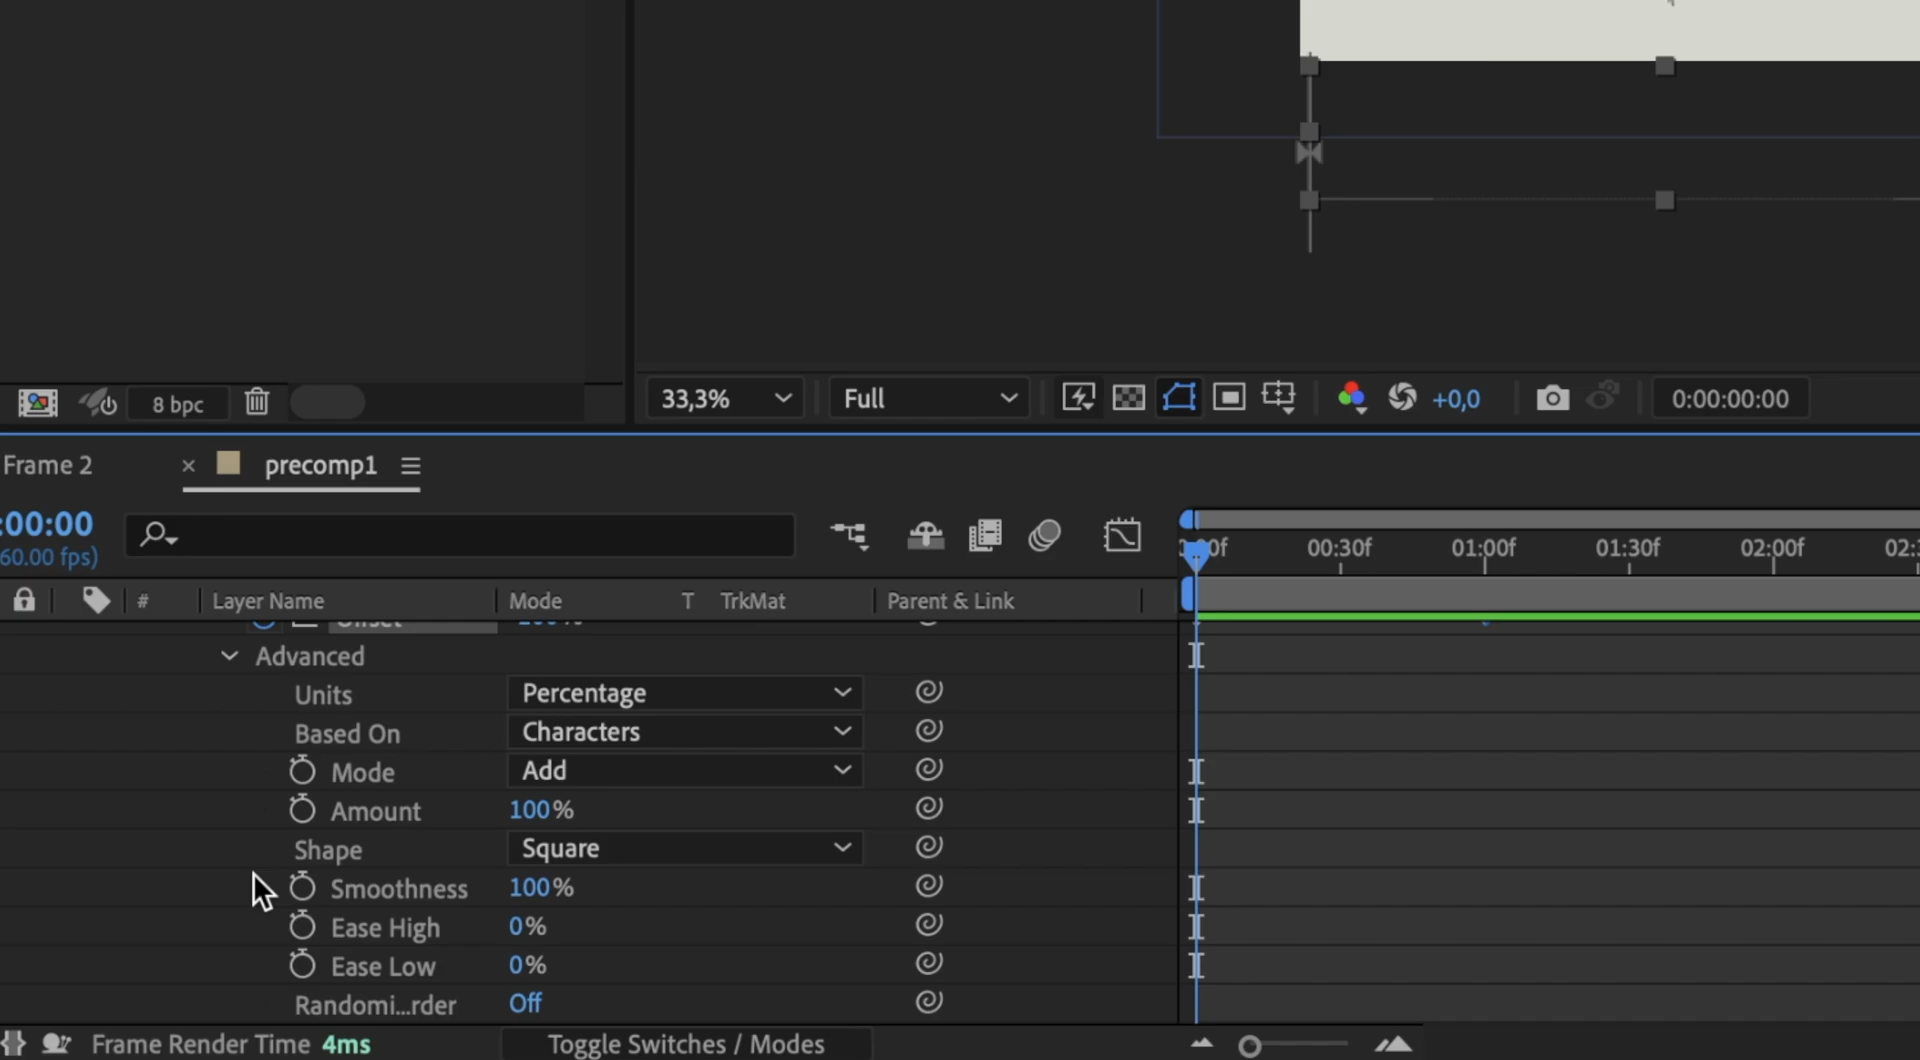 8 bpc
33,3%
Full
+0,0
0:00:00:00
Frame 2
× precomp1
:00:00
60.00 fps)
00:30f 01:00f 01:30f 02:00f
# Layer Name Mode T TrkMat Parent & Link
Offset
Advanced
Units Percentage
Based On Characters
Mode Add
Amount 100%
Shape Square
Smoothness 100%
Ease High 0%
Ease Low 0%
Randomi...rder Off
Frame Render Time 4ms Toggle Switches / Modes